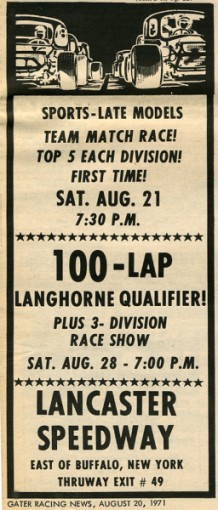 SPORTS-LATE MODELS
TEAM MATCH RACE!
TOP 5 EACH DIVISION!
FIRST TIME!
SAT. AUG. 21
7:30 P.M.
100-LAP
LANGHORNE QUALIFIER!
PLUS 3- DIVISION
RACE SHOW
SAT. AUG. 28 - 7:00 P.M.
LANCASTER
SPEEDWAY
EAST OF BUFFALO, NEW YORK
THRUWAY EXIT # 49
GATER RACING NEWS, AUGUST 20, 1971